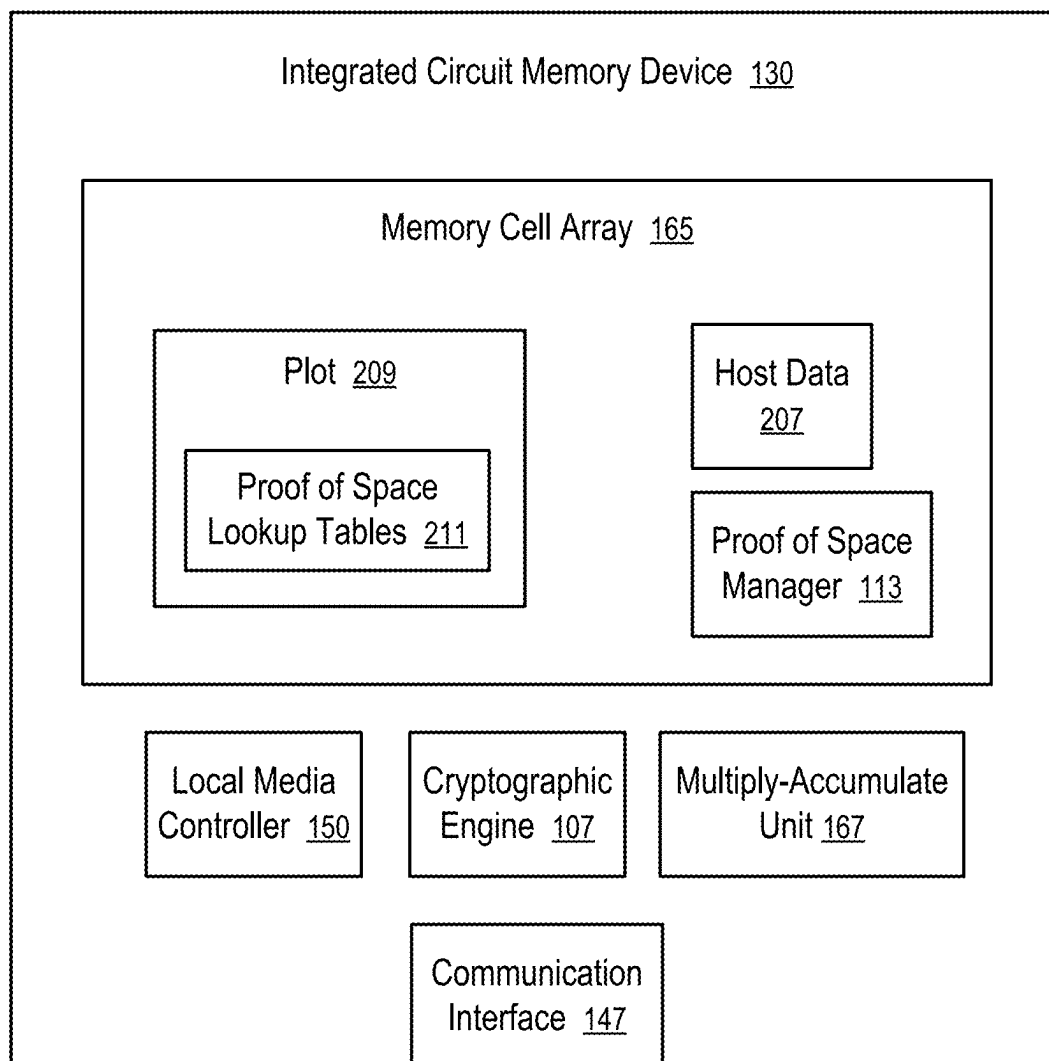 Integrated Circuit Memory Device 130
Memory Cell Array 165
Plot 209
Proof of Space
Lookup Tables 211
Host Data
207
Proof of Space
Manager 113
Local Media
Controller 150
Cryptographic
Engine 107
Multiply-Accumulate
Unit 167
Communication
Interface 147